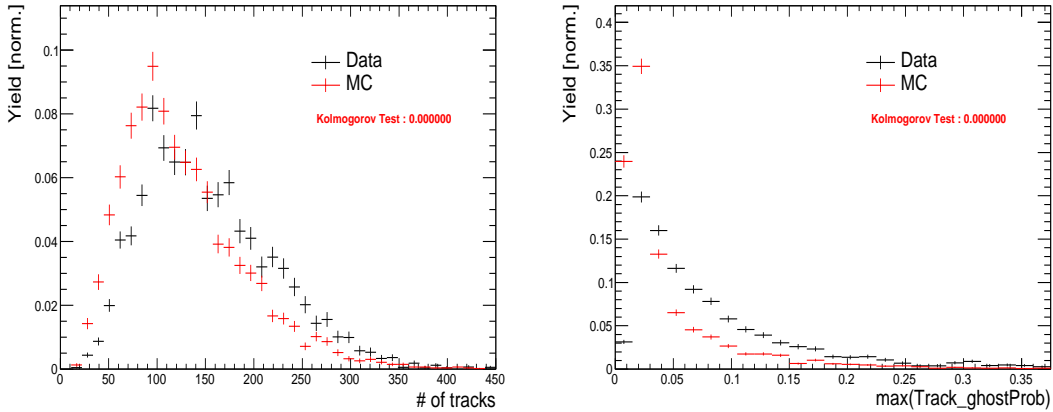 Yield [norm.]
0.1
0.08
0.06
0.04
0.02
0
Data
MC
Kolmogorov Test : 0.000000
0 50 100 150 200 250 300 350 400 450
# of tracks
Yield [norm.]
0.4
0.35
0.3
0.25
0.2
0.15
0.1
0.05
0
Data
MC
Kolmogorov Test : 0.000000
0 0.05 0.1 0.15 0.2 0.25 0.3 0.35
max(Track_ghostProb)